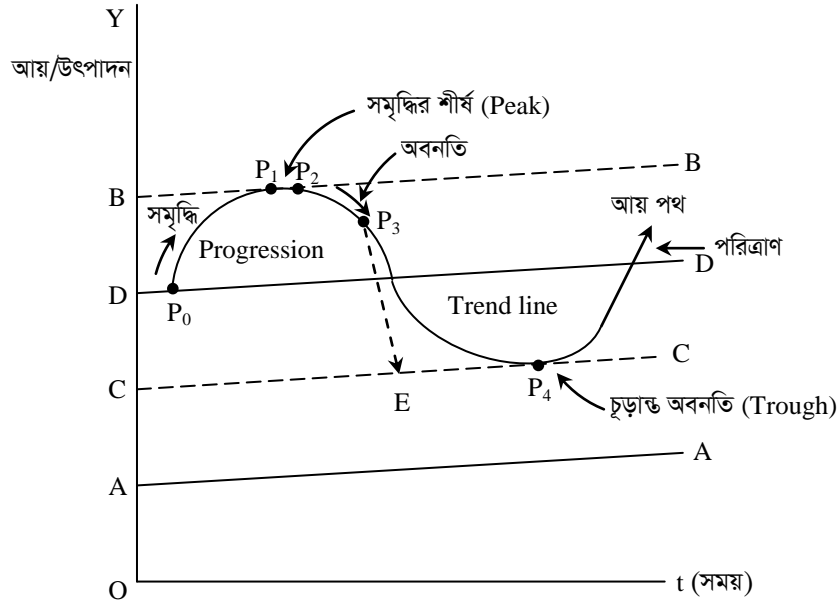 Y
আয়/উৎপাদন
সমৃদ্ধির শীর্ষ (Peak)
অবনতি
P₁ P₂
B
B
সমৃদ্ধি
P₃
আয় পথ
Progression
পরিত্রাণ
D
D
P₀
Trend line
C
C
E
P₄
চূড়ান্ত অবনতি (Trough)
A
A
O
t (সময়)